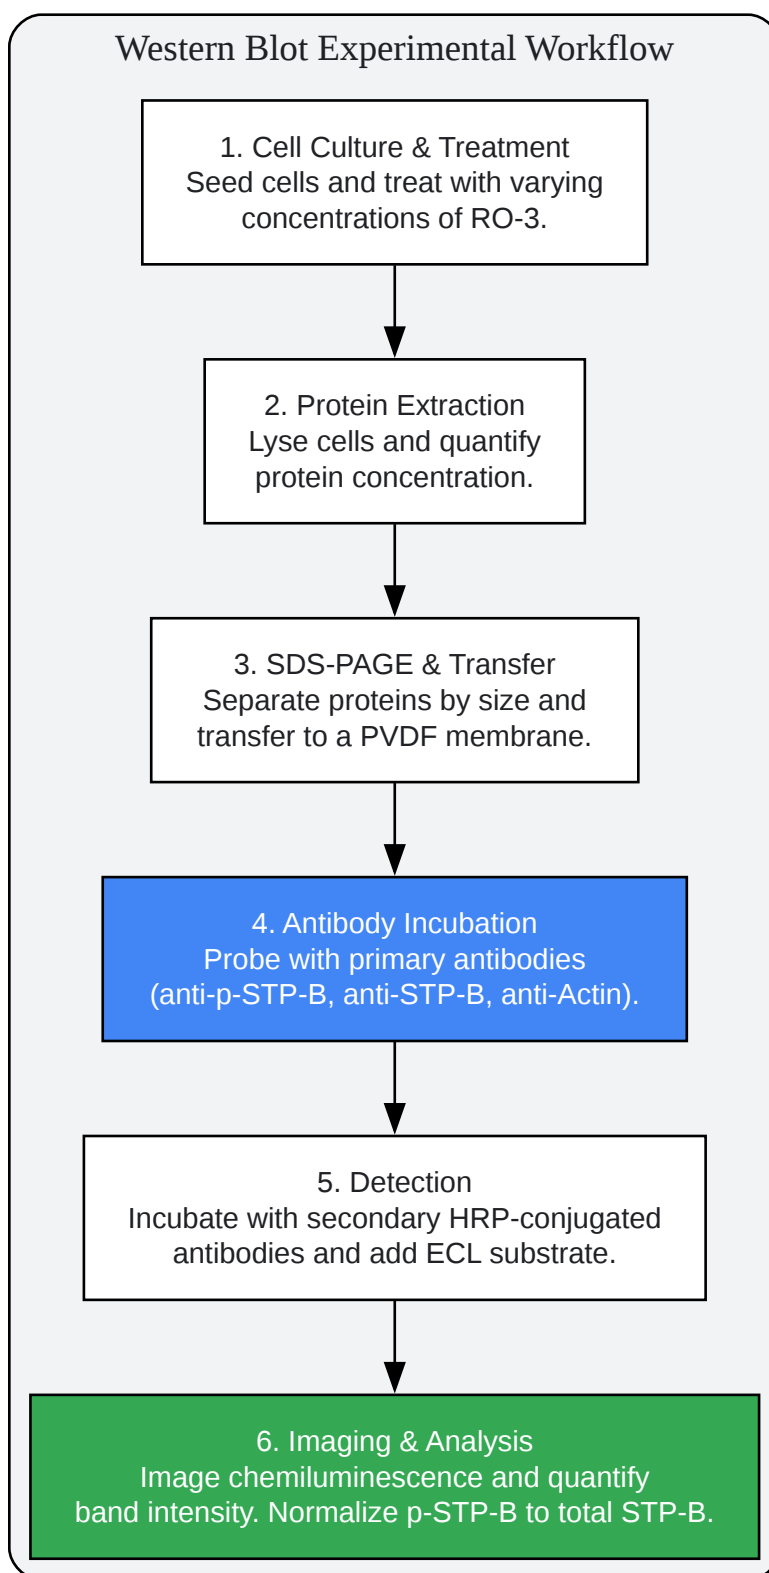 Western Blot Experimental Workflow
1. Cell Culture & Treatment
Seed cells and treat with varying
concentrations of RO-3.
2. Protein Extraction
Lyse cells and quantify
protein concentration.
3. SDS-PAGE & Transfer
Separate proteins by size and
transfer to a PVDF membrane.
4. Antibody Incubation
Probe with primary antibodies
(anti-p-STP-B, anti-STP-B, anti-Actin).
5. Detection
Incubate with secondary HRP-conjugated
antibodies and add ECL substrate.
6. Imaging & Analysis
Image chemiluminescence and quantify
band intensity. Normalize p-STP-B to total STP-B.